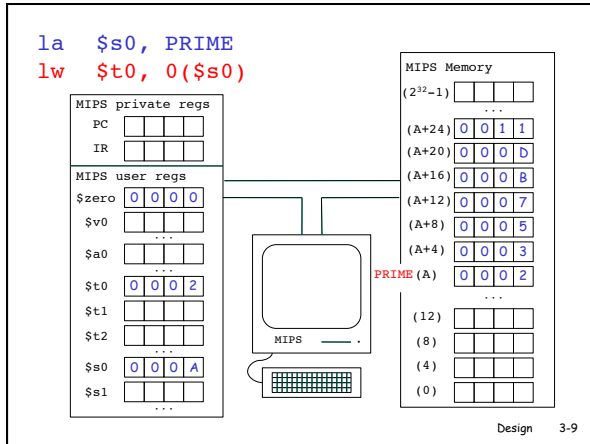 la $s0, PRIME
lw $t0, 0($s0)
MIPS private regs
PC
IR
MIPS user regs
$zero 0 0 0 0
$v0
...
$a0
...
$t0 0 0 0 2
$t1
$t2
...
$s0 0 0 0 A
$s1
...
MIPS
MIPS Memory
(2³²-1)
...
(A+24) 0 0 1 1
(A+20) 0 0 0 D
(A+16) 0 0 0 B
(A+12) 0 0 0 7
(A+8) 0 0 0 5
(A+4) 0 0 0 3
PRIME (A) 0 0 0 2
...
(12)
(8)
(4)
(0)
Design 3-9